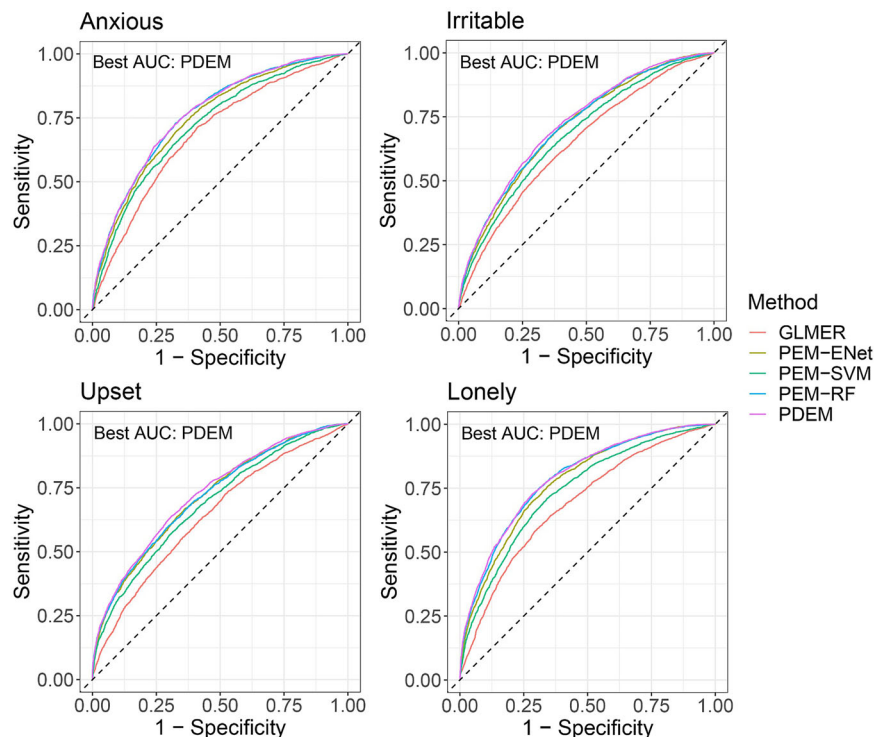 Anxious
Best AUC: PDEM
1.00
0.75
0.50
0.25
0.00
Sensitivity
0.00 0.25 0.50 0.75 1.00
1 − Specificity
Irritable
Best AUC: PDEM
1.00
0.75
0.50
0.25
0.00
Sensitivity
0.00 0.25 0.50 0.75 1.00
1 − Specificity
Upset
Best AUC: PDEM
1.00
0.75
0.50
0.25
0.00
Sensitivity
0.00 0.25 0.50 0.75 1.00
1 − Specificity
Lonely
Best AUC: PDEM
1.00
0.75
0.50
0.25
0.00
Sensitivity
0.00 0.25 0.50 0.75 1.00
1 − Specificity
Method
GLMER
PEM−ENet
PEM−SVM
PEM−RF
PDEM